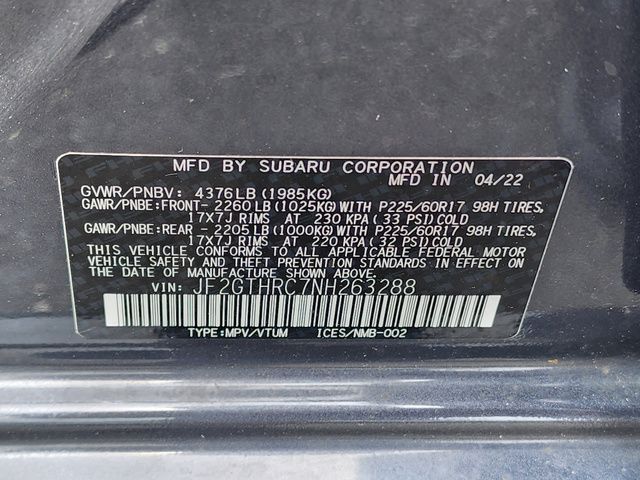 MFD BY SUBARU CORPORATION
MFD IN 04/22
GVWR/PNBV: 4376LB(1985KG)
GAWR/PNBE:FRONT- 2260LB(1025KG)WITH P225/60R17 98H TIRES,
17X7J RIMS AT 230 KPA(33 PSI)COLD
GAWR/PNBE:REAR - 2205LB(1000KG)WITH P225/60R17 98H TIRES,
17X7J RIMS AT 220 KPA(32 PSI)COLD
THIS VEHICLE CONFORMS TO ALL APPLICABLE FEDERAL MOTOR
VEHICLE SAFETY AND THEFT PREVENTION STANDARDS IN EFFECT
ON THE DATE OF MANUFACTURE SHOWN ABOVE.
VIN: JF2GTHRC7NH263288
TYPE:MPV/VTUM ICES/NMB-002